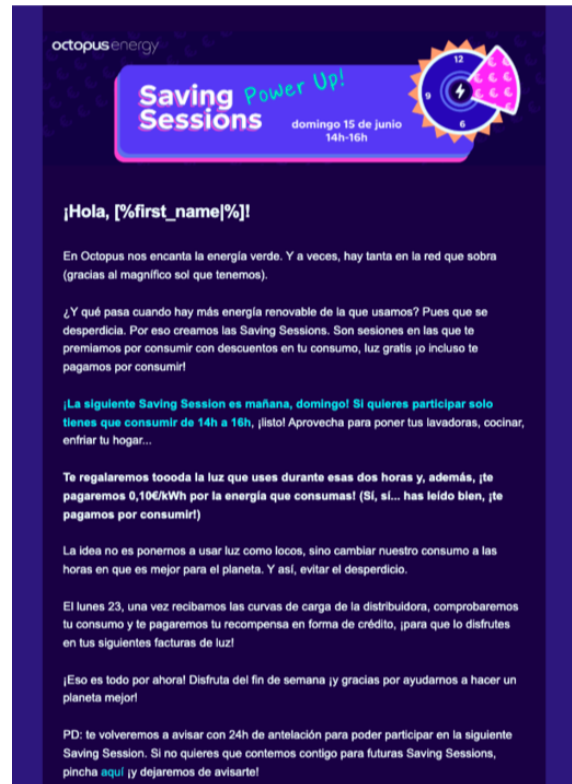 octopusenergy
Saving Power Up!
Sessions
domingo 15 de junio
14h-16h
12
9
6
¡Hola, [%first_name|%]!
En Octopus nos encanta la energía verde. Y a veces, hay tanta en la red que sobra
(gracias al magnífico sol que tenemos).
¿Y qué pasa cuando hay más energía renovable de la que usamos? Pues que se
desperdicia. Por eso creamos las Saving Sessions. Son sesiones en las que te
premiamos por consumir con descuentos en tu consumo, luz gratis ¡o incluso te
pagamos por consumir!
¡La siguiente Saving Session es mañana, domingo! Si quieres participar solo
tienes que consumir de 14h a 16h, ¡listo! Aprovecha para poner tus lavadoras, cocinar,
enfriar tu hogar...
Te regalaremos toooda la luz que uses durante esas dos horas y, además, ¡te
pagaremos 0,10€/kWh por la energía que consumas! (Sí, sí... has leído bien, ¡te
pagamos por consumir!)
La idea no es ponernos a usar luz como locos, sino cambiar nuestro consumo a las
horas en que es mejor para el planeta. Y así, evitar el desperdicio.
El lunes 23, una vez recibamos las curvas de carga de la distribuidora, comprobaremos
tu consumo y te pagaremos tu recompensa en forma de crédito, ¡para que lo disfrutes
en tus siguientes facturas de luz!
¡Eso es todo por ahora! Disfruta del fin de semana ¡y gracias por ayudarnos a hacer un
planeta mejor!
PD: te volveremos a avisar con 24h de antelación para poder participar en la siguiente
Saving Session. Si no quieres que contemos contigo para futuras Saving Sessions,
pincha aquí ¡y dejaremos de avisarte!